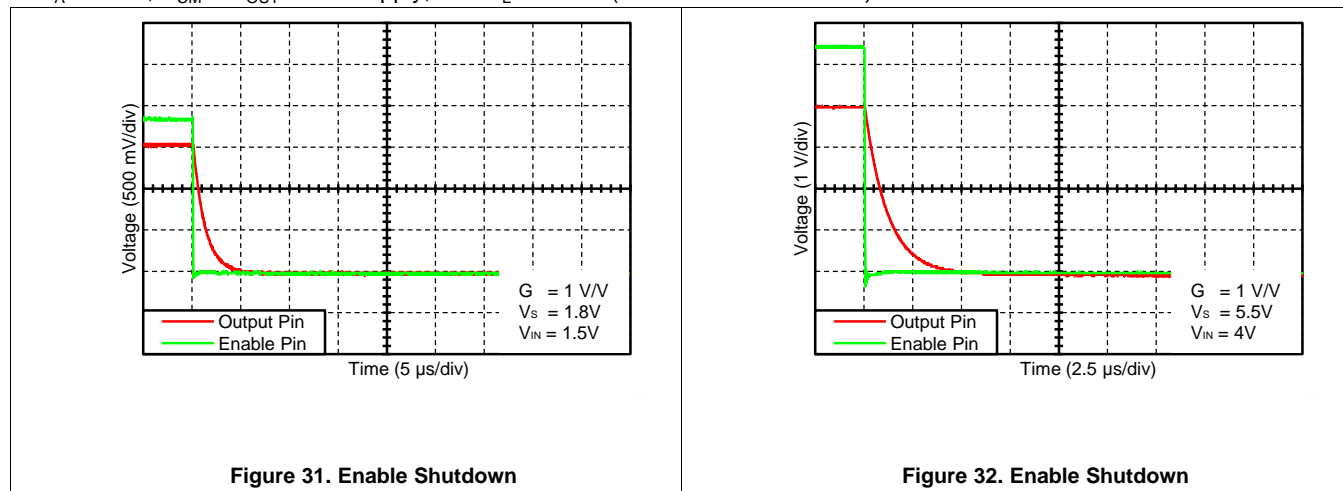 Voltage (500 mV/div)
G = 1 V/V
VS = 1.8V
VIN = 1.5V
Output Pin
Enable Pin
Time (5 µs/div)
Figure 31. Enable Shutdown
Voltage (1 V/div)
G = 1 V/V
VS = 5.5V
VIN = 4V
Output Pin
Enable Pin
Time (2.5 µs/div)
Figure 32. Enable Shutdown